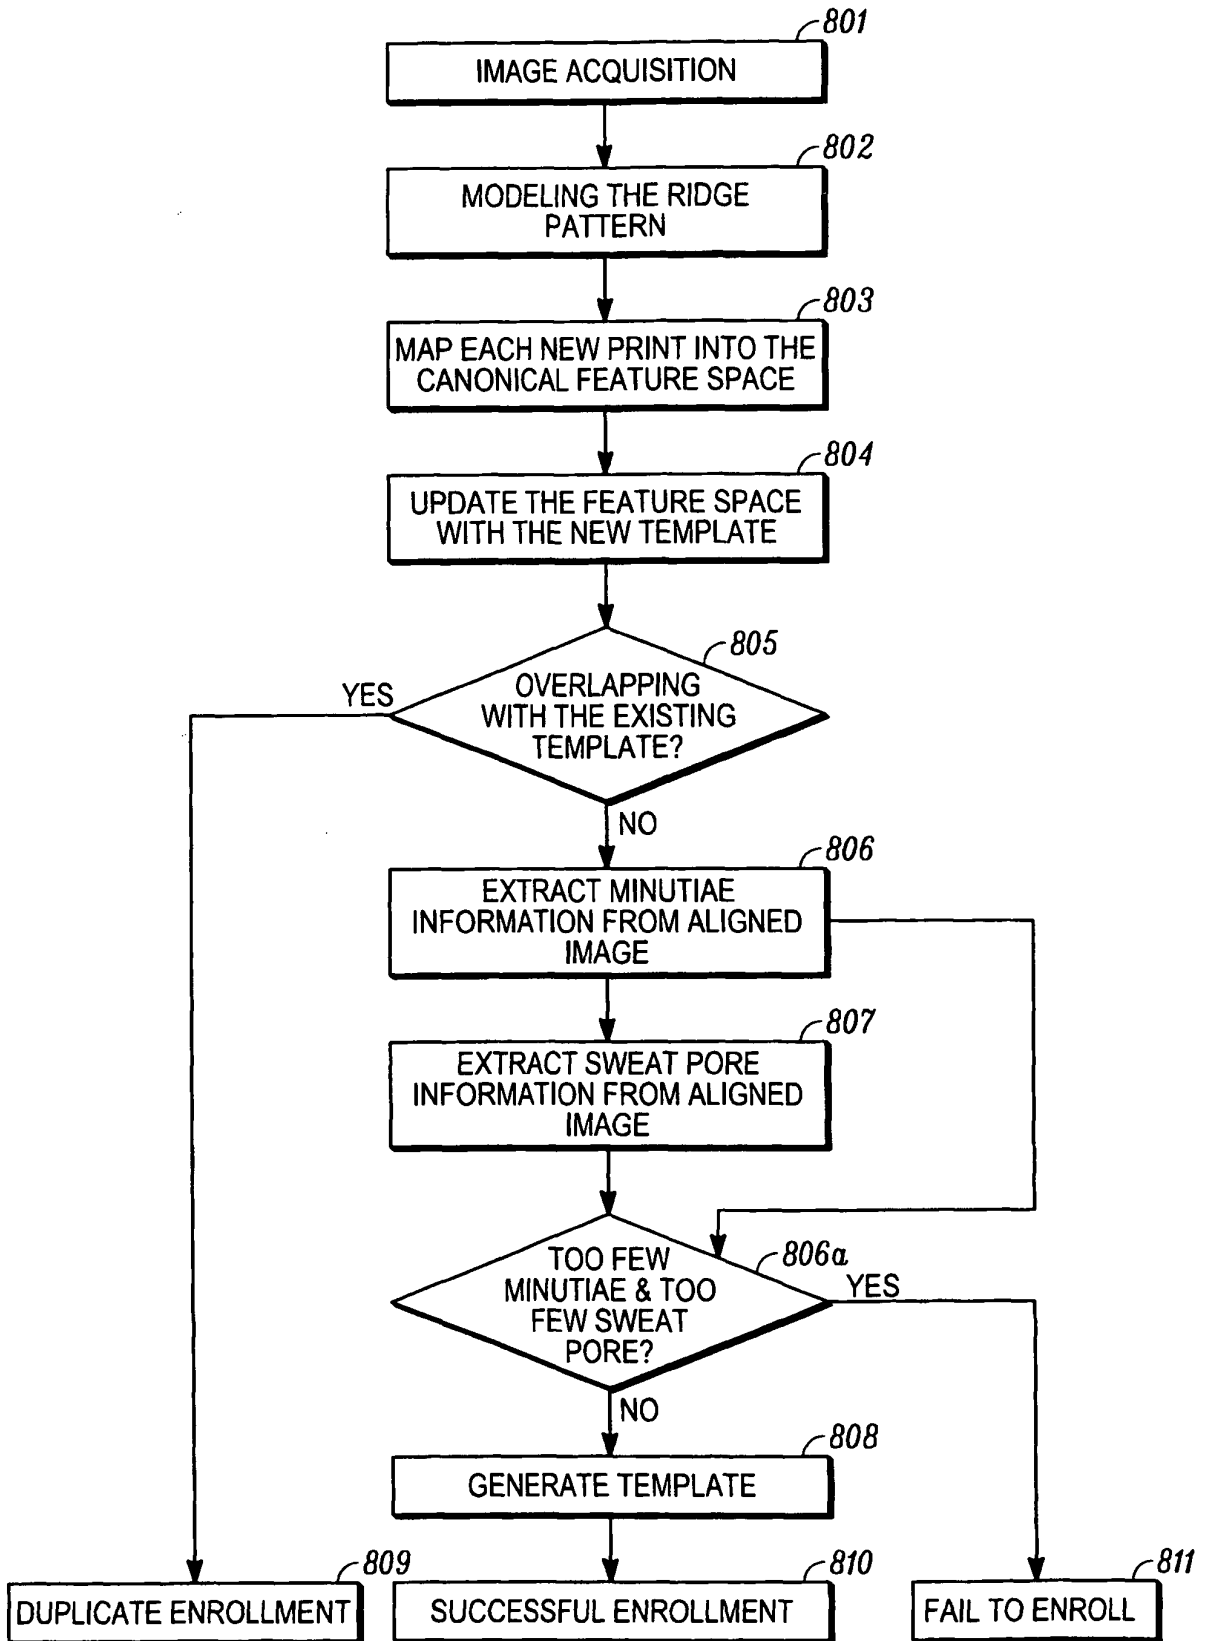 801
IMAGE ACQUISITION
802
MODELING THE RIDGE
PATTERN
803
MAP EACH NEW PRINT INTO THE
CANONICAL FEATURE SPACE
804
UPDATE THE FEATURE SPACE
WITH THE NEW TEMPLATE
805
YES
OVERLAPPING
WITH THE EXISTING
TEMPLATE?
NO
806
EXTRACT MINUTIAE
INFORMATION FROM ALIGNED
IMAGE
807
EXTRACT SWEAT PORE
INFORMATION FROM ALIGNED
IMAGE
806a
TOO FEW
MINUTIAE & TOO
FEW SWEAT
PORE?
YES
NO
808
GENERATE TEMPLATE
809
DUPLICATE ENROLLMENT
810
SUCCESSFUL ENROLLMENT
811
FAIL TO ENROLL